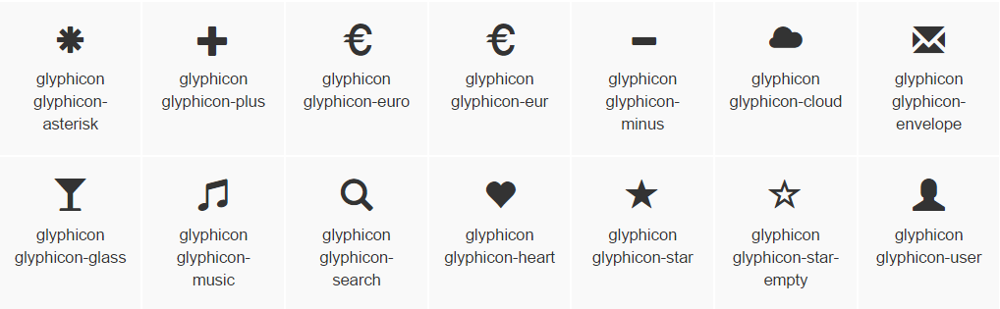 glyphicon
glyphicon-
asterisk
glyphicon
glyphicon-plus
glyphicon
glyphicon-euro
glyphicon
glyphicon-eur
glyphicon
glyphicon-
minus
glyphicon
glyphicon-cloud
glyphicon
glyphicon-
envelope
glyphicon
glyphicon-glass
glyphicon
glyphicon-
music
glyphicon
glyphicon-
search
glyphicon
glyphicon-heart
glyphicon
glyphicon-star
glyphicon
glyphicon-star-
empty
glyphicon
glyphicon-user